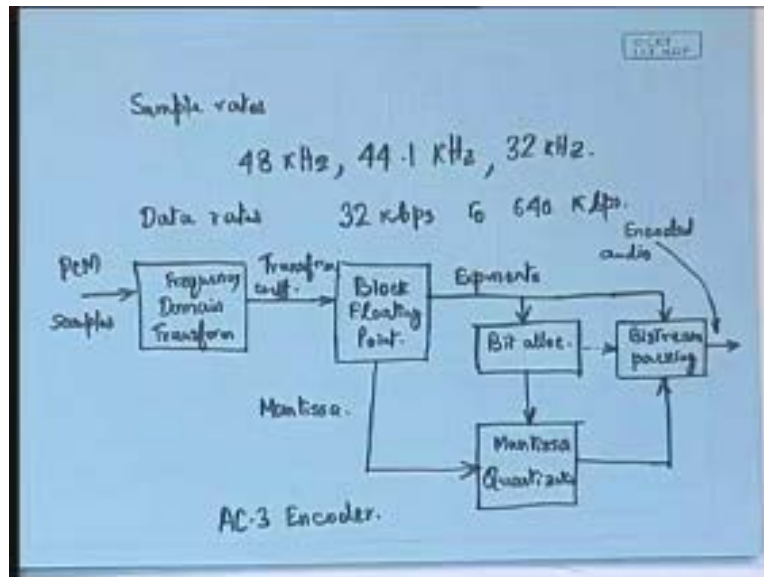 Sample rates
48 KHz, 44.1 KHz, 32 KHz.
Data rates 32 kbps to 640 Kbps.
Encoded
audio
PCM
samples
Frequency
Domain
Transform
Transform
coeff.
Block
Floating
Point.
Exponents
Bit alloc.
Bitstream
packing
Mantissa.
Mantissa
Quantizatn
AC-3 Encoder.